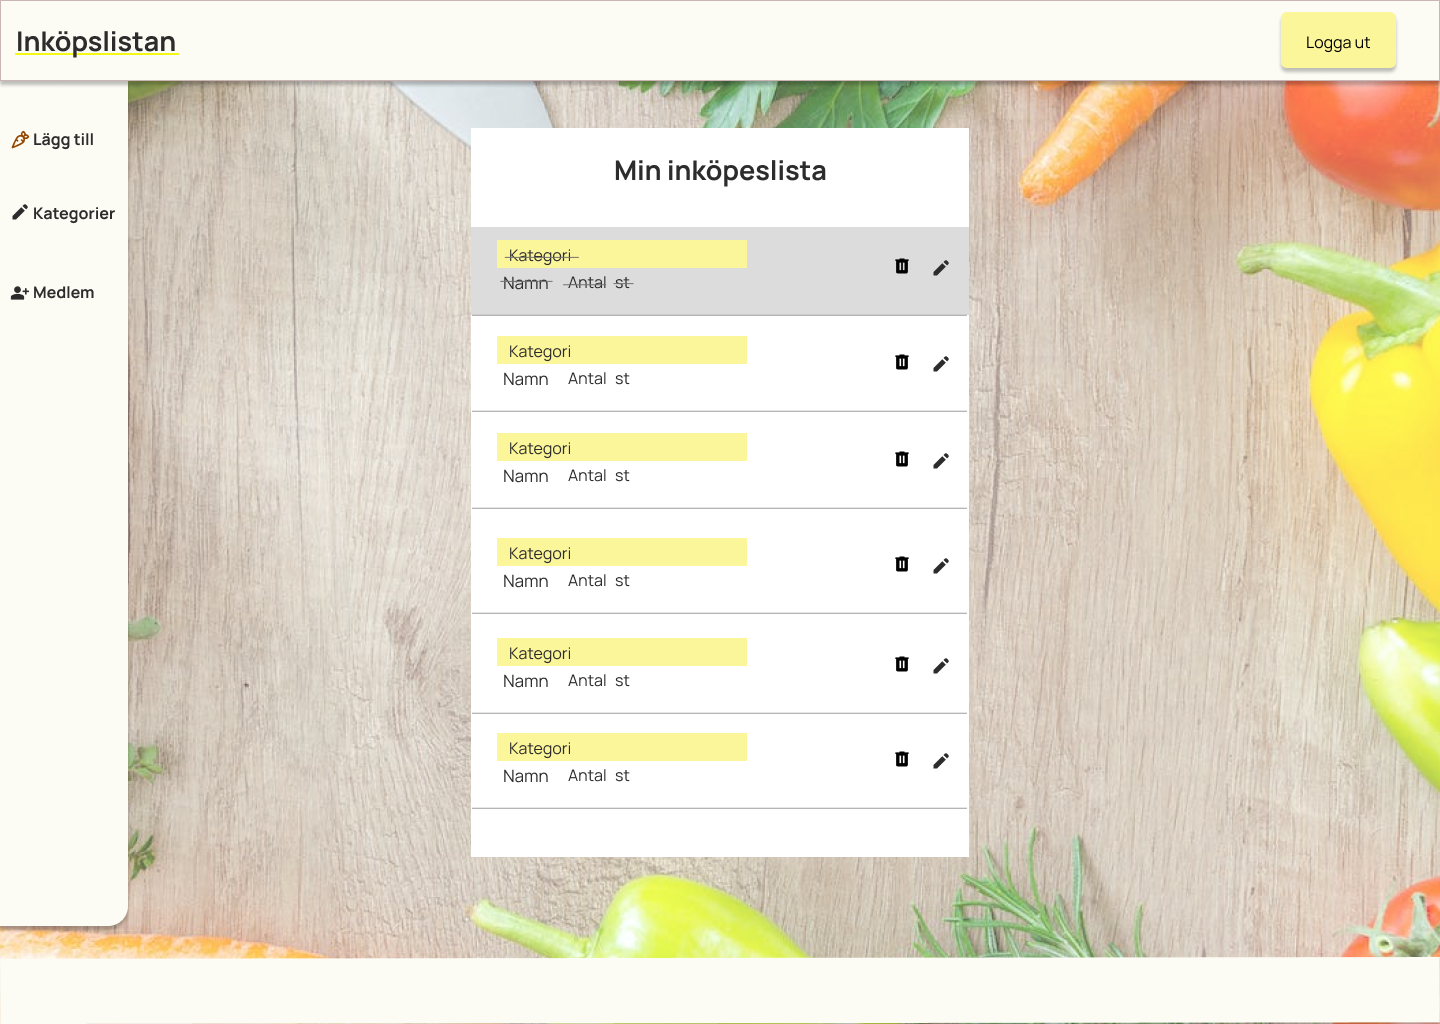 Inköpslistan
Logga ut
Lägg till
Kategorier
Medlem
Min inköpeslista
Kategori
Namn Antal st
Kategori
Namn Antal st
Kategori
Namn Antal st
Kategori
Namn Antal st
Kategori
Namn Antal st
Kategori
Namn Antal st